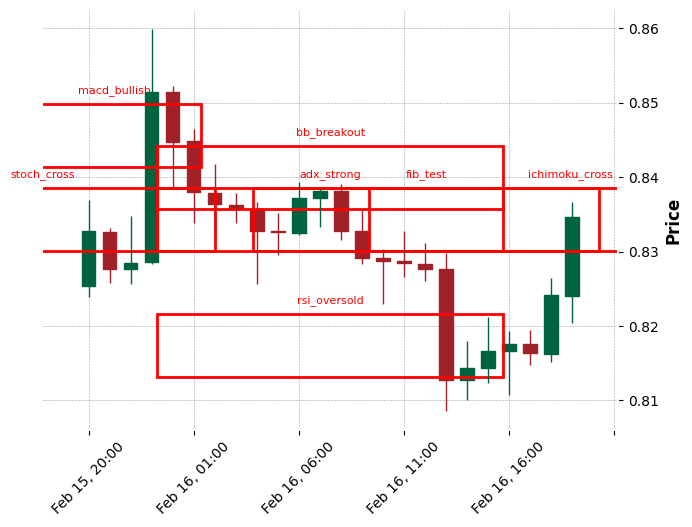 0.86
macd_bullish
0.85
bb_breakout
0.84
stoch_cross
adx_strong
fib_test
ichimoku_cross
Price
0.83
rsi_oversold
0.82
0.81
Feb 15, 20:00
Feb 16, 01:00
Feb 16, 06:00
Feb 16, 11:00
Feb 16, 16:00